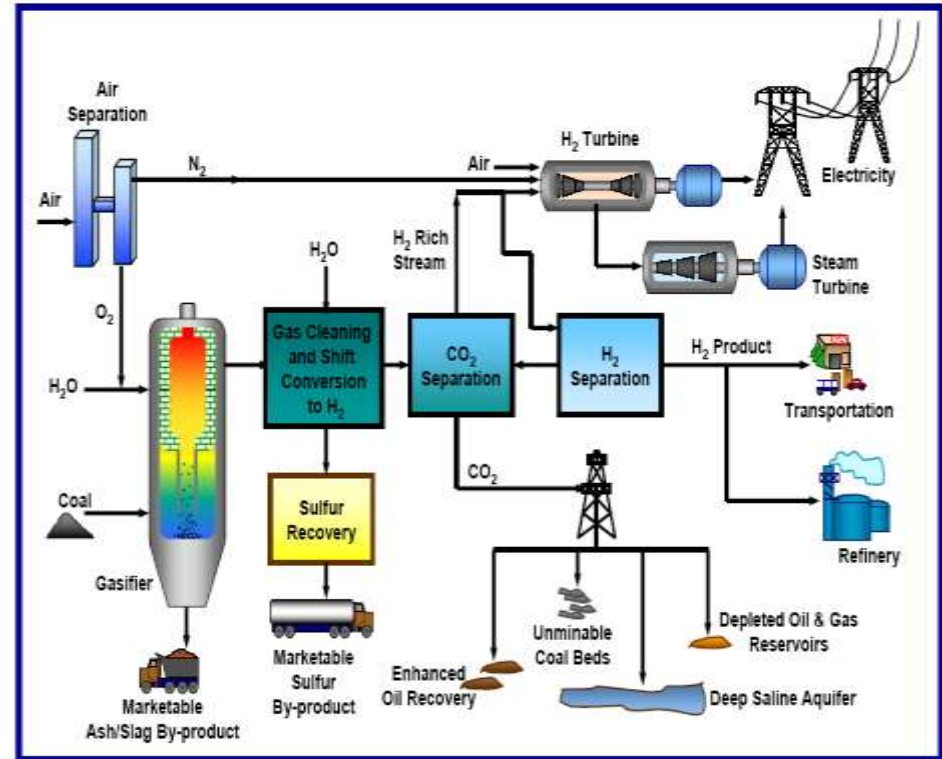 Air
Separation
N₂
Air
H₂ Turbine
Air
Electricity
H₂O
H₂ Rich
Stream
Steam
Turbine
O₂
Gas Cleaning
and Shift
Conversion
to H₂
CO₂
Separation
H₂
Separation
H₂ Product
H₂O
Transportation
Coal
CO₂
Sulfur
Recovery
Refinery
Gasifier
Unminable
Coal Beds
Depleted Oil & Gas
Reservoirs
Marketable
Sulfur
By-product
Enhanced
Oil Recovery
Deep Saline Aquifer
Marketable
Ash/Slag By-product